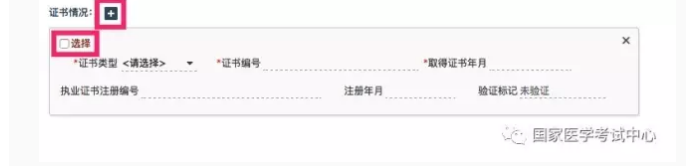 证书情况：
选择
*证书类型 <请选择> *证书编号 *取得证书年月
执业证书注册编号 注册年月 验证标记 未验证
国家医学考试中心